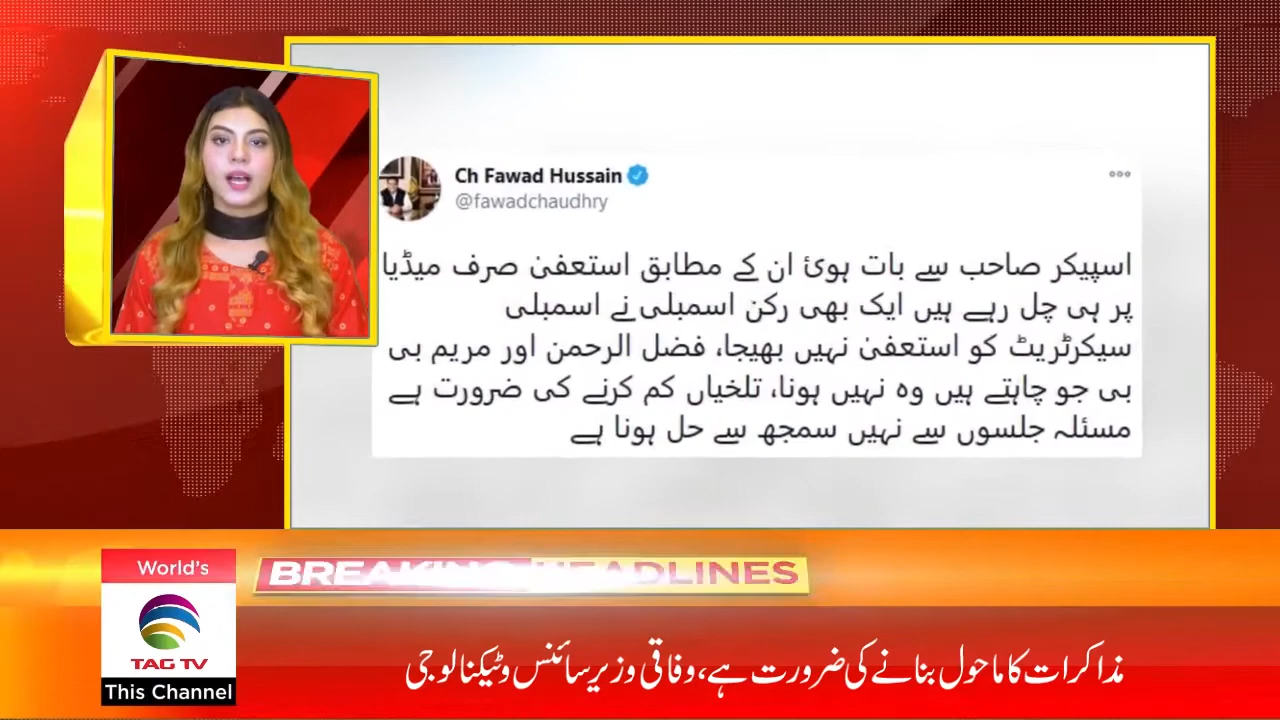 Ch Fawad Hussain
@fawadchaudhry
اسپیکر صاحب سے بات ہوئ ان کے مطابق استعفیٰ صرف میڈیا
پر ہی چل رہے ہیں ایک بھی رکن اسمبلی نے اسمبلی
سیکرٹریٹ کو استعفیٰ نہیں بھیجا، فضل الرحمن اور مریم بی
بی جو چاہتے ہیں وہ نہیں ہونا، تلخیاں کم کرنے کی ضرورت ہے
مسئلہ جلسوں سے نہیں سمجھ سے حل ہونا ہے
World's
TAG TV
This Channel
BREAKING HEADLINES
مذاکرات کا ماحول بنانے کی ضرورت ہے، وفاقی وزیر سائنس و ٹیکنالوجی